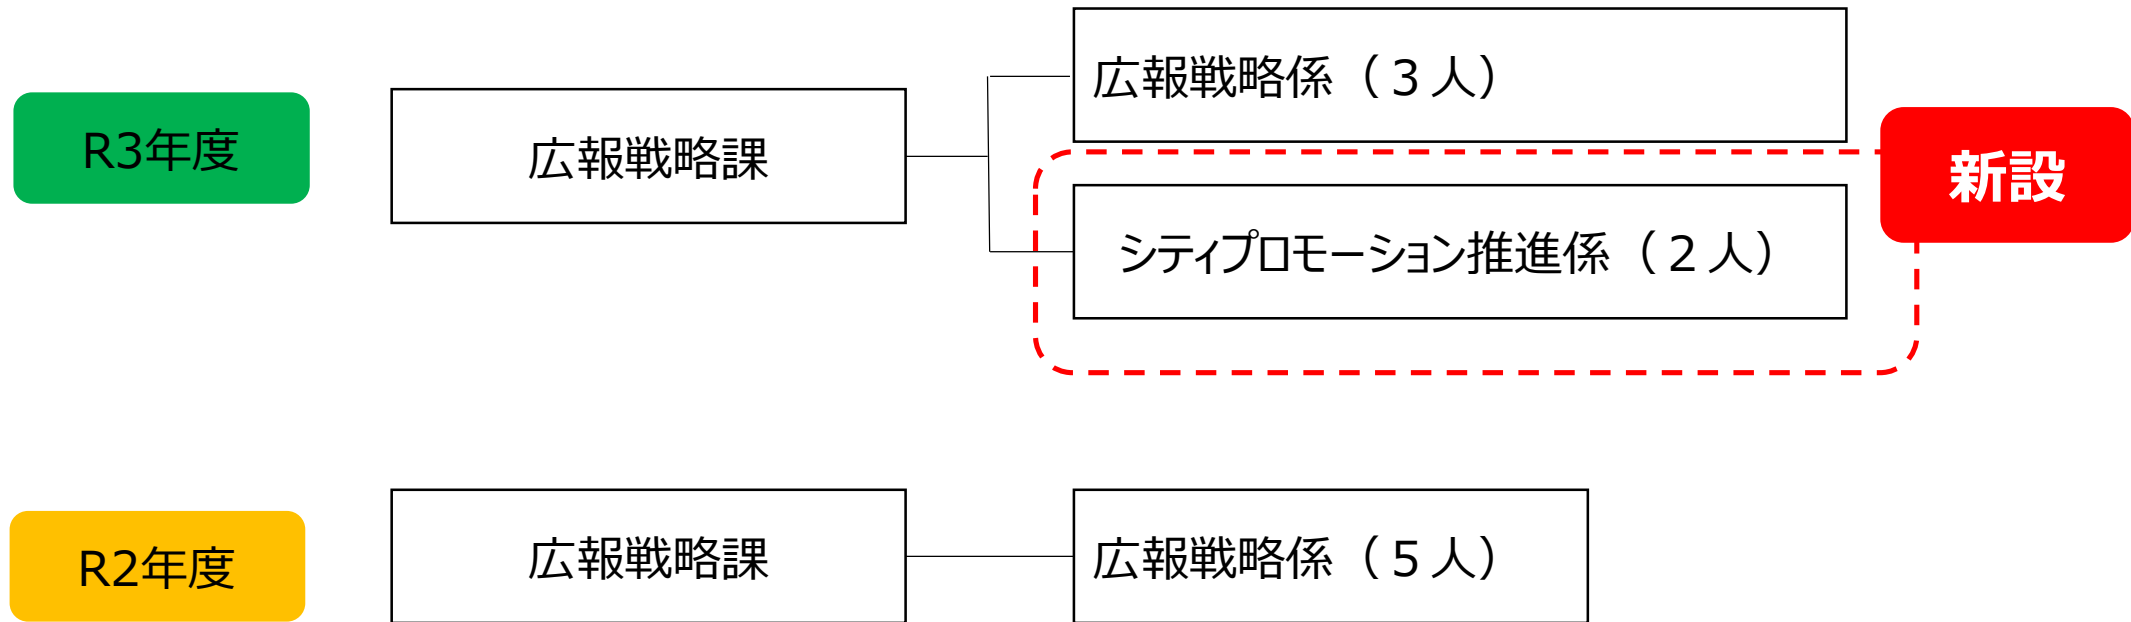 広報戦略係（３人）
R3年度
広報戦略課
新設
シティプロモーション推進係（２人）
R2年度
広報戦略課
広報戦略係（５人）